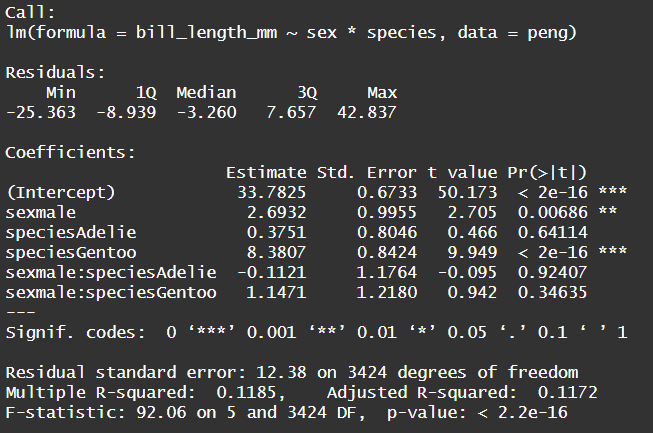 Call:
lm(formula = bill_length_mm ~ sex * species, data = peng)
Residuals:
    Min      1Q  Median      3Q     Max
-25.363  -8.939  -3.260   7.657  42.837
Coefficients:
                      Estimate Std. Error t value Pr(>|t|)
(Intercept)            33.7825     0.6733  50.173  < 2e-16 ***
sexmale                 2.6932     0.9955   2.705  0.00686 **
speciesAdelie           0.3751     0.8046   0.466  0.64114
speciesGentoo           8.3807     0.8424   9.949  < 2e-16 ***
sexmale:speciesAdelie  -0.1121     1.1764  -0.095  0.92407
sexmale:speciesGentoo   1.1471     1.2180   0.942  0.34635
---
Signif. codes:  0 ‘***’ 0.001 ‘**’ 0.01 ‘*’ 0.05 ‘.’ 0.1 ‘ ’ 1
Residual standard error: 12.38 on 3424 degrees of freedom
Multiple R-squared:  0.1185,    Adjusted R-squared:  0.1172
F-statistic: 92.06 on 5 and 3424 DF,  p-value: < 2.2e-16